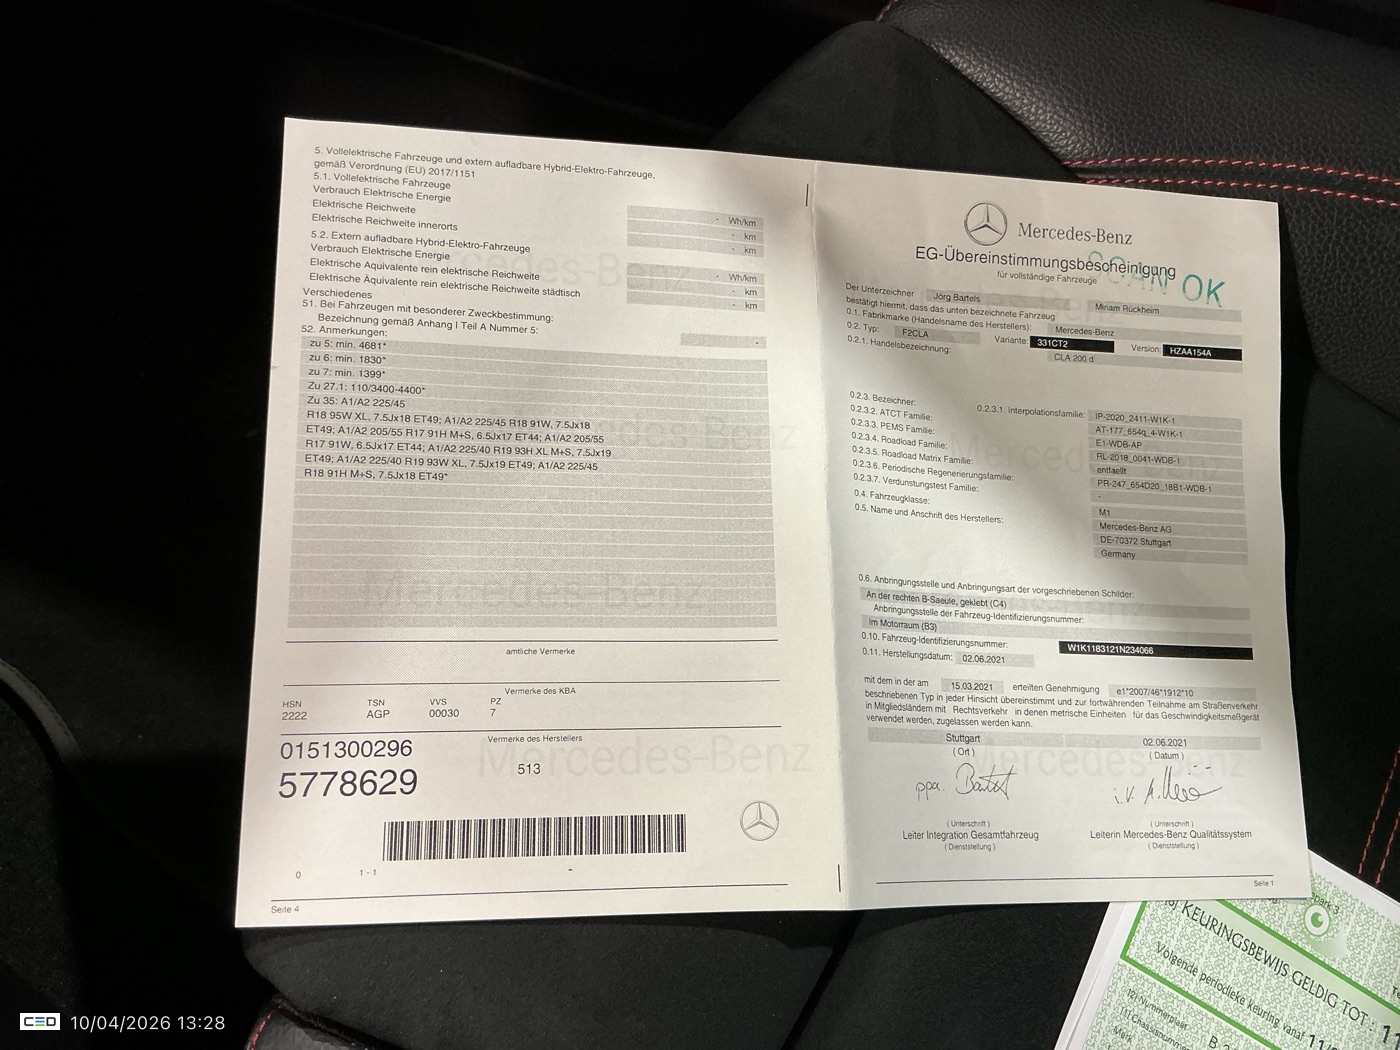 5. Vollelektrische Fahrzeuge und extern aufladbare Hybrid-Elektro-Fahrzeuge,
gemäß Verordnung (EU) 2017/1151
5.1. Vollelektrische Fahrzeuge
Verbrauch Elektrische Energie - Wh/km
Elektrische Reichweite - km
Elektrische Reichweite innerorts - km
5.2. Extern aufladbare Hybrid-Elektro-Fahrzeuge
Verbrauch Elektrische Energie - Wh/km
Elektrische Äquivalente rein elektrische Reichweite - km
Elektrische Äquivalente rein elektrische Reichweite städtisch - km
Verschiedenes
51. Bei Fahrzeugen mit besonderer Zweckbestimmung:
Bezeichnung gemäß Anhang I Teil A Nummer 5: -
52. Anmerkungen:
zu 5: min. 4681*
zu 6: min. 1830*
zu 7: min. 1399*
Zu 27.1: 110/3400-4400*
Zu 35: A1/A2 225/45
R18 95W XL, 7.5Jx18 ET49; A1/A2 225/45 R18 91W, 7.5Jx18
ET49; A1/A2 205/55 R17 91H M+S, 6.5Jx17 ET44; A1/A2 205/55
R17 91W, 6.5Jx17 ET44; A1/A2 225/40 R19 93H XL M+S, 7.5Jx19
ET49; A1/A2 225/40 R19 93W XL, 7.5Jx19 ET49; A1/A2 225/45
R18 91H M+S, 7.5Jx18 ET49*
amtliche Vermerke
Vermerke des KBA
HSN TSN VVS PZ
2222 AGP 00030 7
Vermerke des Herstellers
0151300296
5778629 513
0 1 - 1 -
Seite 4
Mercedes-Benz
EG-Übereinstimmungsbescheinigung
für vollständige Fahrzeuge
SCAN OK
Der Unterzeichner Jörg Bartels Miriam Rückheim
bestätigt hiermit, dass das unten bezeichnete Fahrzeug
0.1. Fabrikmarke (Handelsname des Herstellers): Mercedes-Benz
0.2. Typ: F2CLA Variante: 331CT2 Version: HZAA154A
0.2.1. Handelsbezeichnung: CLA 200 d
0.2.3. Bezeichner: 0.2.3.1. Interpolationsfamilie: IP-2020_2411-W1K-1
0.2.3.2. ATCT Familie: AT-177_654q_4-W1K-1
0.2.3.3. PEMS Familie: E1-WDB-AP
0.2.3.4. Roadload Familie: RL-2018_0041-WDB-1
0.2.3.5. Roadload Matrix Familie: entfaellt
0.2.3.6. Periodische Regenerierungsfamilie: PR-247_654D20_18B1-WDB-1
0.2.3.7. Verdunstungstest Familie: -
0.4. Fahrzeugklasse: M1
0.5. Name und Anschrift des Herstellers: Mercedes-Benz AG
DE-70372 Stuttgart
Germany
0.6. Anbringungsstelle und Anbringungsart der vorgeschriebenen Schilder:
An der rechten B-Saeule, geklebt (C4)
Anbringungsstelle der Fahrzeug-Identifizierungsnummer:
Im Motorraum (B3)
0.10. Fahrzeug-Identifizierungsnummer: W1K1183121N234066
0.11. Herstellungsdatum: 02.06.2021
mit dem in der am 15.03.2021 erteilten Genehmigung e1*2007/46*1912*10
beschriebenen Typ in jeder Hinsicht übereinstimmt und zur fortwährenden Teilnahme am Straßenverkehr
in Mitgliedsländern mit Rechtsverkehr in denen metrische Einheiten für das Geschwindigkeitsmeßgerät
verwendet werden, zugelassen werden kann.
Stuttgart 02.06.2021
( Ort ) ( Datum )
ppa.
i.V.
( Unterschrift ) ( Unterschrift )
Leiter Integration Gesamtfahrzeug Leiterin Mercedes-Benz Qualitätssystem
( Dienststellung ) ( Dienststellung )
Seite 1
KEURINGSBEWIJS GELDIG TOT : 11
Volgende periodieke keuring vanaf 11/
Nummerplaat
Chassisnummer
Merk
CED 10/04/2026 13:28